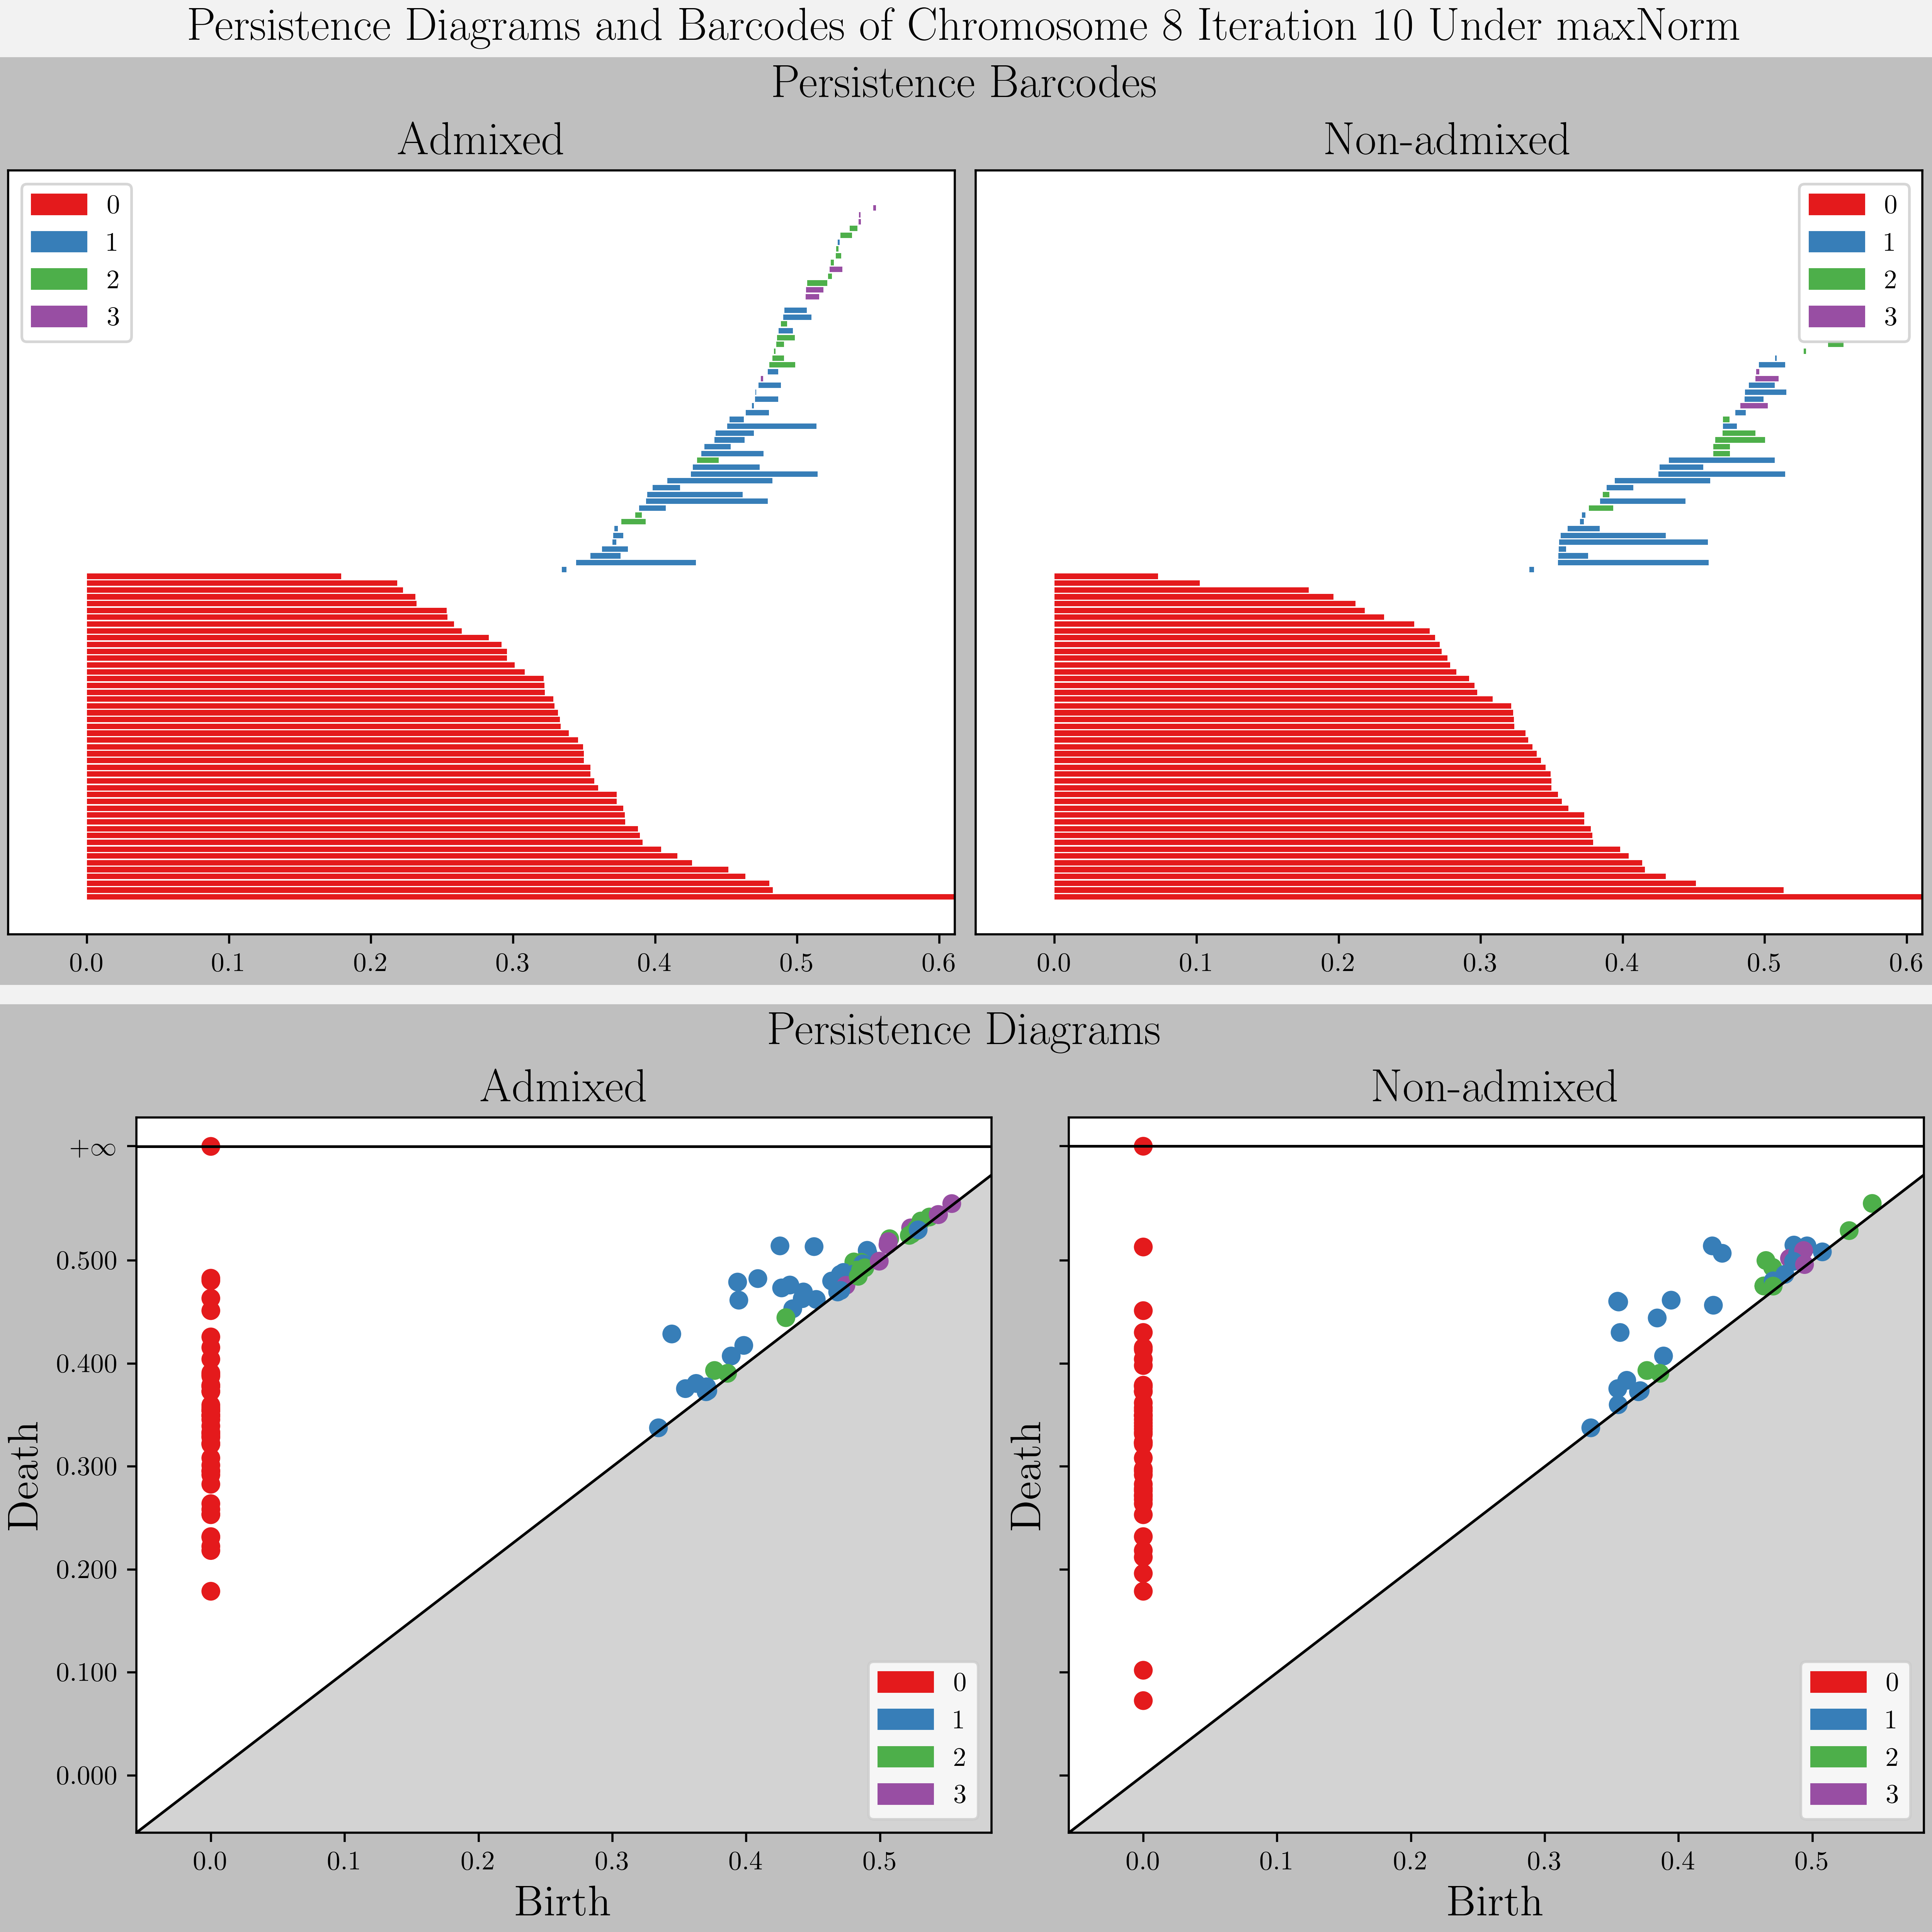 Persistence Diagrams and Barcodes of Chromosome 8 Iteration 10 Under maxNorm
Persistence Barcodes
Admixed
0
1
2
3
0.0 0.1 0.2 0.3 0.4 0.5 0.6
Non-admixed
0
1
2
3
0.0 0.1 0.2 0.3 0.4 0.5 0.6
Persistence Diagrams
Admixed
Death
+∞
0.500
0.400
0.300
0.200
0.100
0.000
0
1
2
3
0.0 0.1 0.2 0.3 0.4 0.5
Birth
Non-admixed
Death
0
1
2
3
0.0 0.1 0.2 0.3 0.4 0.5
Birth